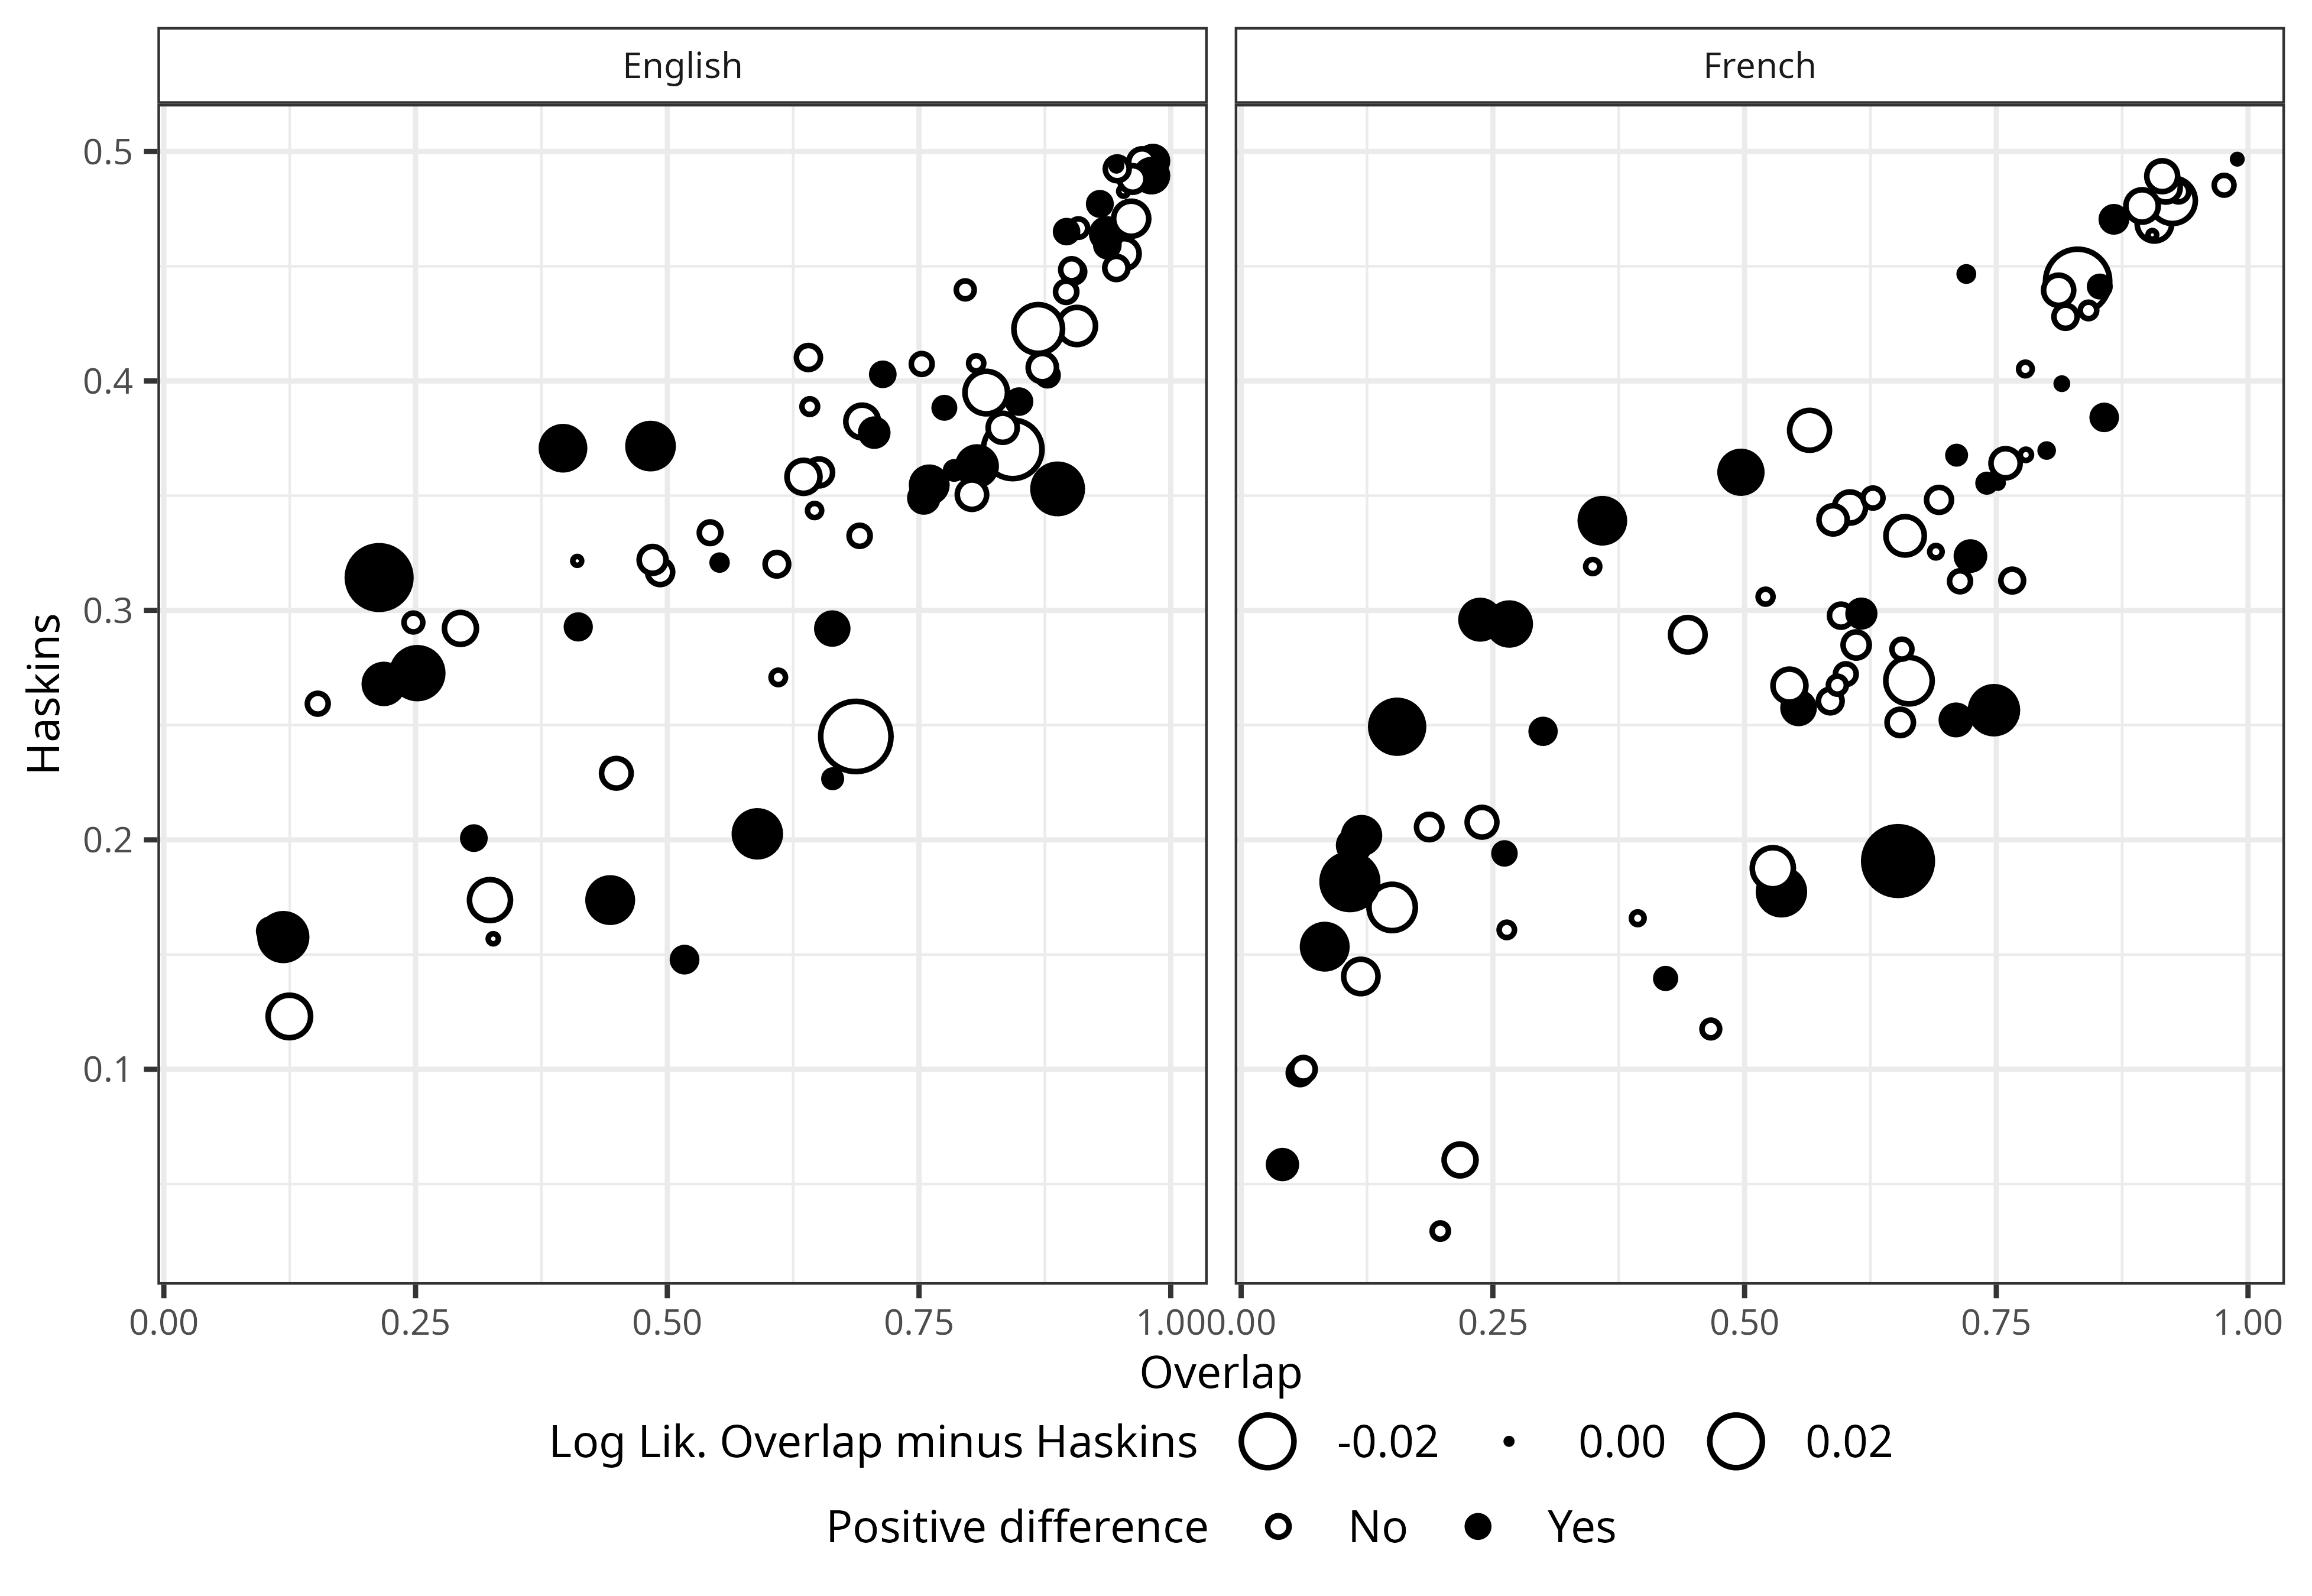 English
French
0.5
0.4
0.3
0.2
0.1
Haskins
0.00 0.25 0.50 0.75 1.00 0.00 0.25 0.50 0.75 1.00
Overlap
Log Lik. Overlap minus Haskins -0.02 0.00 0.02
Positive difference No Yes